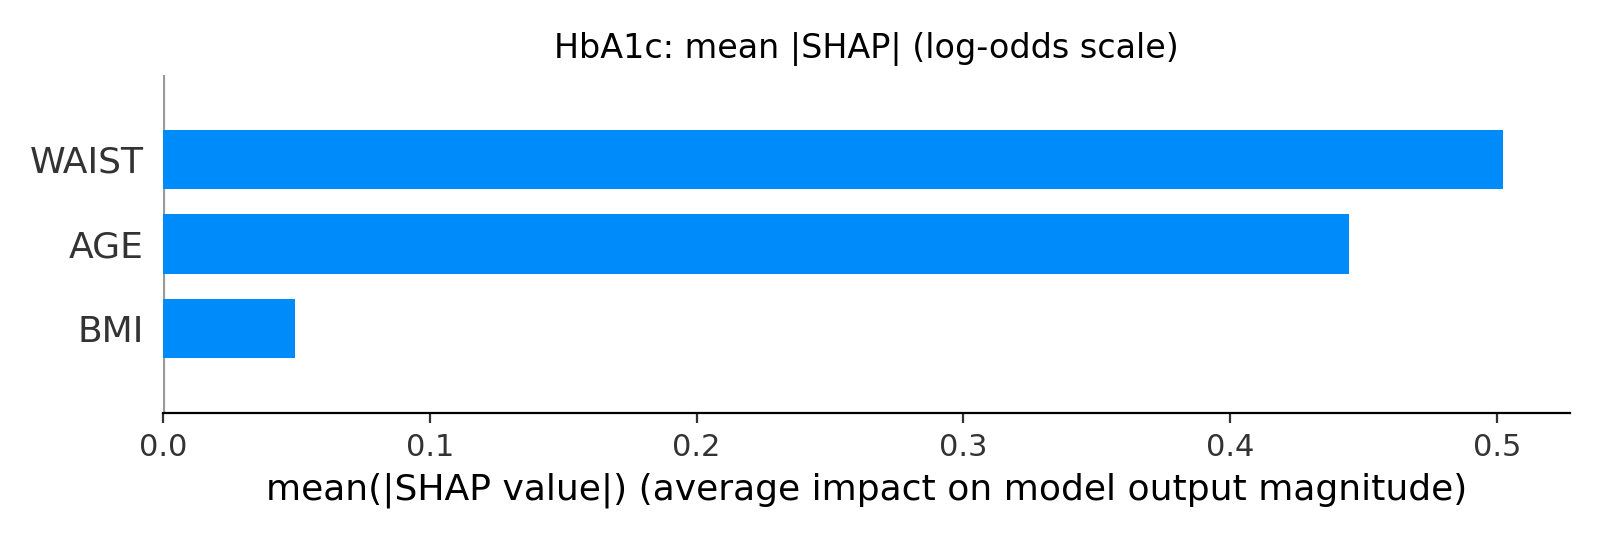 HbA1c: mean |SHAP| (log-odds scale)
WAIST
AGE
BMI
0.0 0.1 0.2 0.3 0.4 0.5
mean(|SHAP value|) (average impact on model output magnitude)